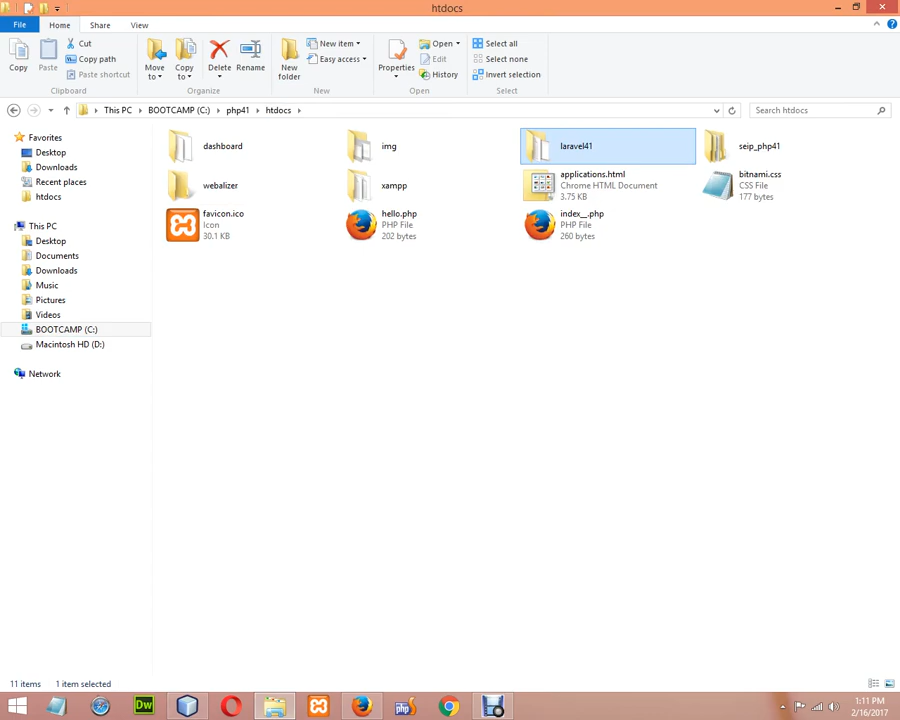 htdocs
File Home Share View
Copy
Paste
Cut
Copy path
Paste shortcut
Clipboard
Move to
Copy to
Delete
Rename
Organize
New folder
New item
Easy access
New
Properties
Open
Edit
History
Open
Select all
Select none
Invert selection
Select
This PC BOOTCAMP (C:) php41 htdocs
Search htdocs
Favorites
Desktop
Downloads
Recent places
htdocs
This PC
Desktop
Documents
Downloads
Music
Pictures
Videos
BOOTCAMP (C:)
Macintosh HD (D:)
Network
dashboard
img
laravel41
seip_php41
webalizer
xampp
applications.html
Chrome HTML Document
3.75 KB
bitnami.css
CSS File
177 bytes
favicon.ico
Icon
30.1 KB
hello.php
PHP File
202 bytes
index__.php
PHP File
260 bytes
11 items 1 item selected
Dw
php
1:11 PM
2/16/2017